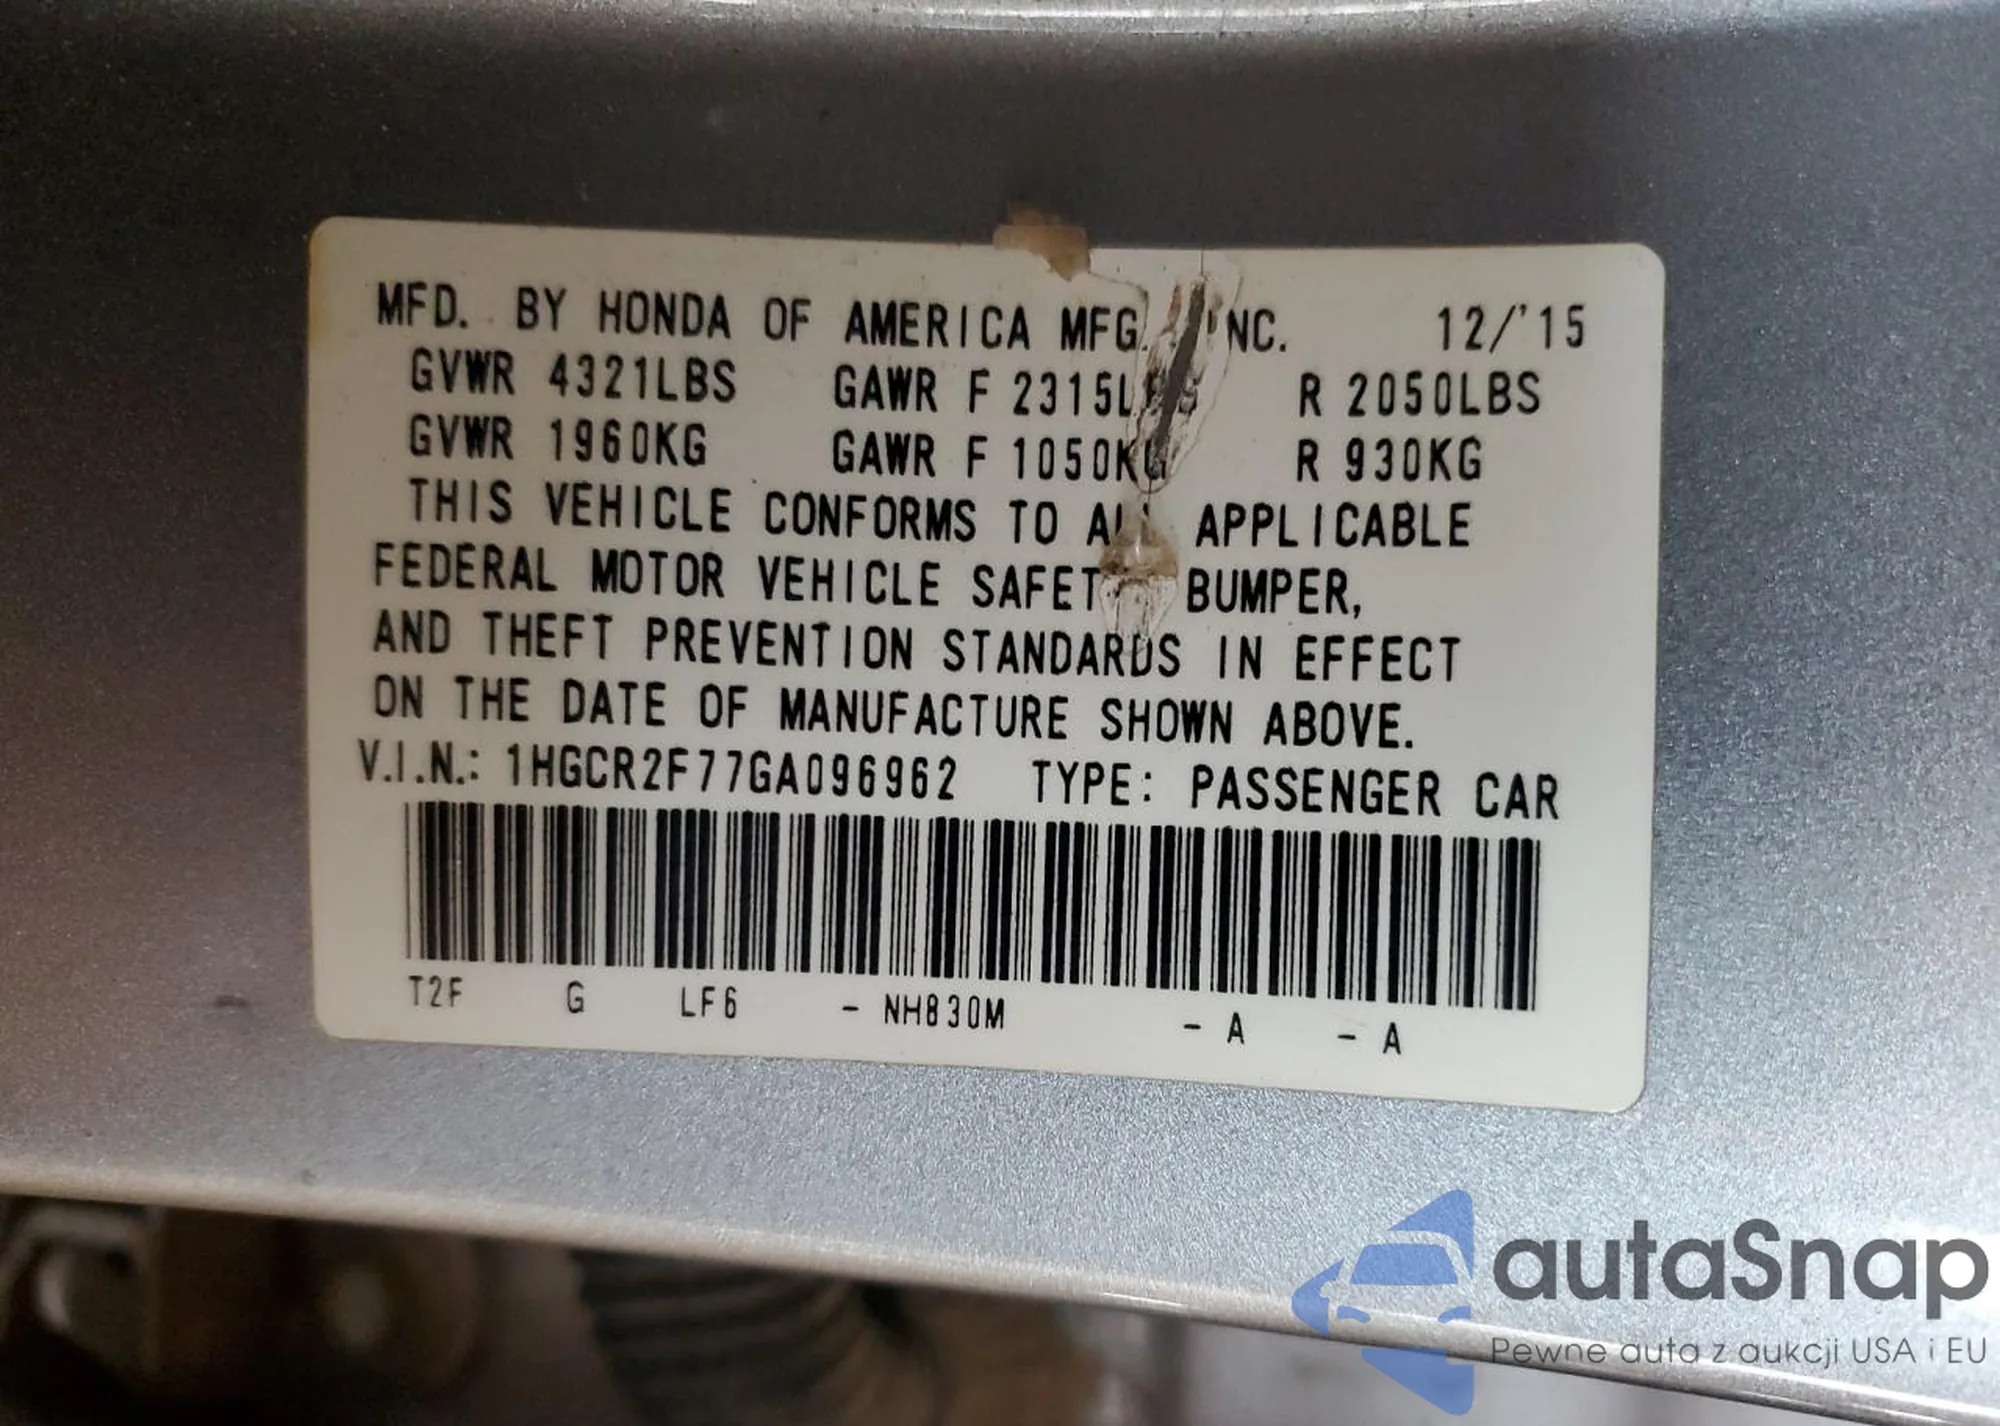 MFD. BY HONDA OF AMERICA MFG. INC. 12/'15
GVWR 4321LBS GAWR F 2315LBS R 2050LBS
GVWR 1960KG GAWR F 1050KG R 930KG
THIS VEHICLE CONFORMS TO ALL APPLICABLE
FEDERAL MOTOR VEHICLE SAFETY BUMPER,
AND THEFT PREVENTION STANDARDS IN EFFECT
ON THE DATE OF MANUFACTURE SHOWN ABOVE.
V.I.N.: 1HGCR2F77GA096962 TYPE: PASSENGER CAR
T2F G LF6 - NH830M - A - A
autaSnap
Pewne auta z aukcji USA i EU